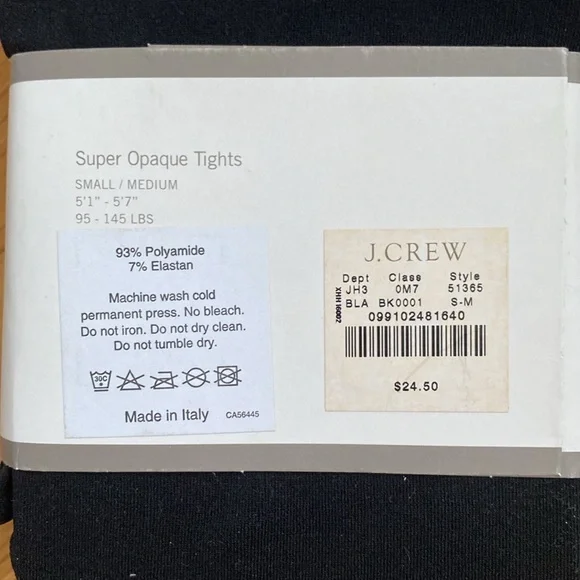 Super Opaque Tights
SMALL / MEDIUM
5'1" - 5'7"
95 - 145 LBS
93% Polyamide
7% Elastan
Machine wash cold
permanent press. No bleach.
Do not iron. Do not dry clean.
Do not tumble dry.
30C
Made in Italy CA56445
J.CREW
Dept Class Style
JH3 0M7 51365
BLA BK0001 S-M
XHH16002
099102481640
$24.50